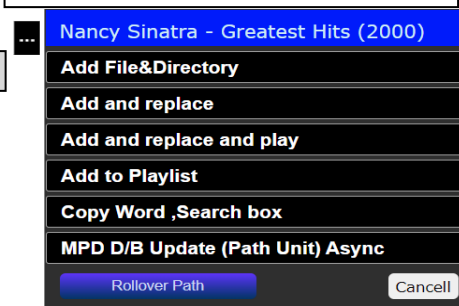 Nancy Sinatra - Greatest Hits (2000)
...
Add File&Directory
Add and replace
Add and replace and play
Add to Playlist
Copy Word ,Search box
MPD D/B Update (Path Unit) Async
Rollover Path
Cancell